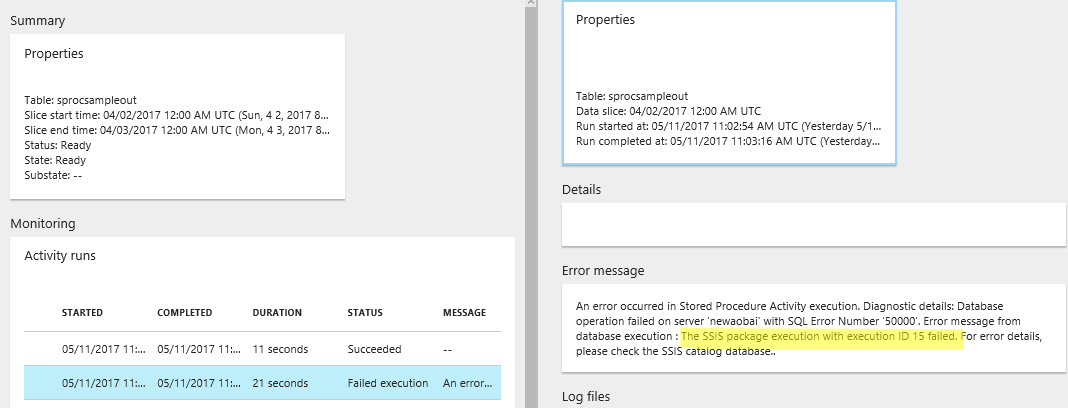 Summary
Properties
Table: sprocsampleout
Slice start time: 04/02/2017 12:00 AM UTC (Sun, 4 2, 2017 8...
Slice end time: 04/03/2017 12:00 AM UTC (Mon, 4 3, 2017 8...
Status: Ready
State: Ready
Substate: --
Monitoring
Activity runs
STARTED COMPLETED DURATION STATUS MESSAGE
05/11/2017 11:... 05/11/2017 11:... 11 seconds Succeeded --
05/11/2017 11:... 05/11/2017 11:... 21 seconds Failed execution An error...
Properties
Table: sprocsampleout
Data slice: 04/02/2017 12:00 AM UTC
Run started at: 05/11/2017 11:02:54 AM UTC (Yesterday 5/1...
Run completed at: 05/11/2017 11:03:16 AM UTC (Yesterday...
Details
Error message
An error occurred in Stored Procedure Activity execution. Diagnostic details: Database
operation failed on server 'newaobai' with SQL Error Number '50000'. Error message from
database execution : The SSIS package execution with execution ID 15 failed. For error details,
please check the SSIS catalog database..
Log files